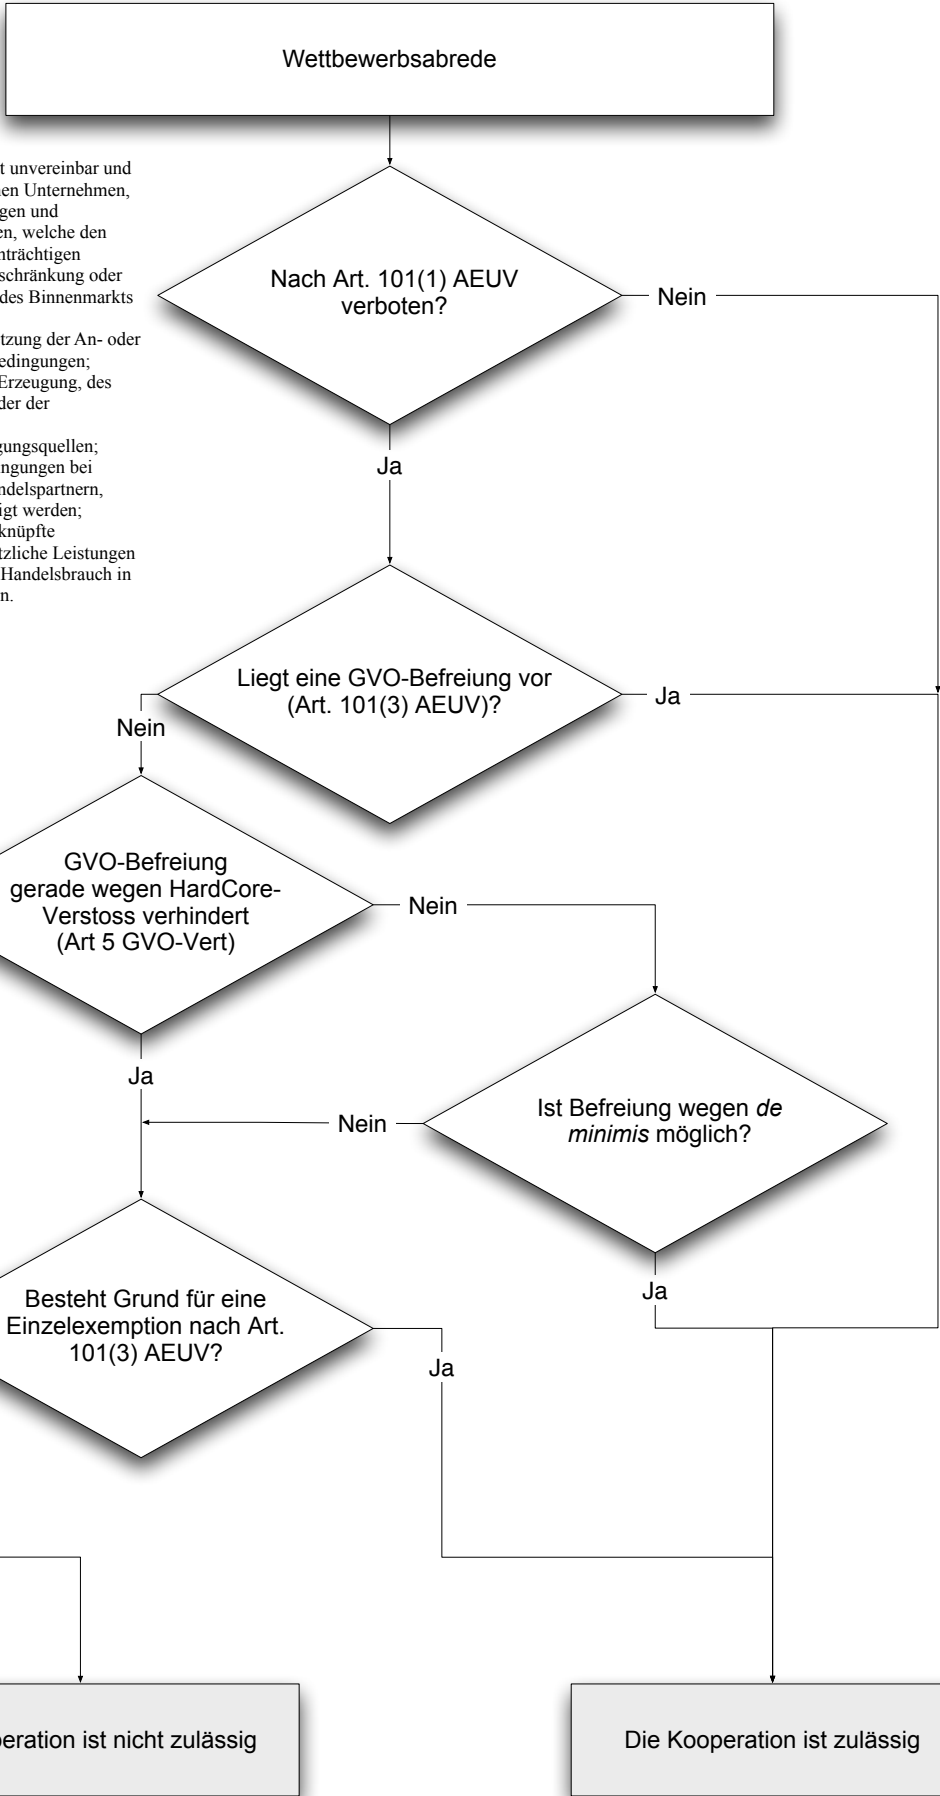 Wettbewerbsabrede
t unvereinbar und
en Unternehmen,
gen und
en, welche den
nträchtigen
schränkung oder
des Binnenmarkts
tzung der An- oder
edingungen;
Erzeugung, des
der der
gungsquellen;
ngungen bei
ndelspartnern,
igt werden;
knüpfte
tzliche Leistungen
Handelsbrauch in
n.
Nach Art. 101(1) AEUV
verboten?
Nein
Ja
Liegt eine GVO-Befreiung vor
(Art. 101(3) AEUV)?
Ja
Nein
GVO-Befreiung
gerade wegen HardCore-
Verstoss verhindert
(Art 5 GVO-Vert)
Nein
Ja
Ist Befreiung wegen de
minimis möglich?
Nein
Ja
Besteht Grund für eine
Einzelexemption nach Art.
101(3) AEUV?
Ja
eration ist nicht zulässig
Die Kooperation ist zulässig